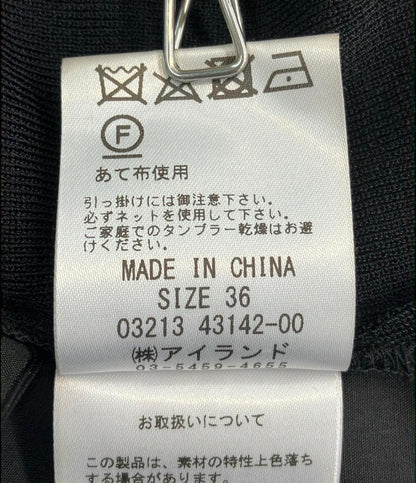 F
あて布使用
引っ掛けには御注意下さい。
必ずネットを使用して下さい。
ご家庭でのタンブラー乾燥はお避
けください。
MADE IN CHINA
SIZE 36
03213 43142-00
㈱アイランド
03-5459-4655
お取扱いについて
この製品は、素材の特性上色落ち
する場合があります。